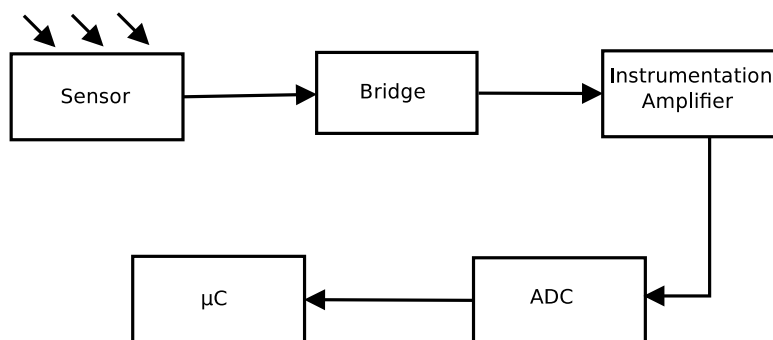 Sensor
Bridge
Instrumentation
Amplifier
ADC
µC